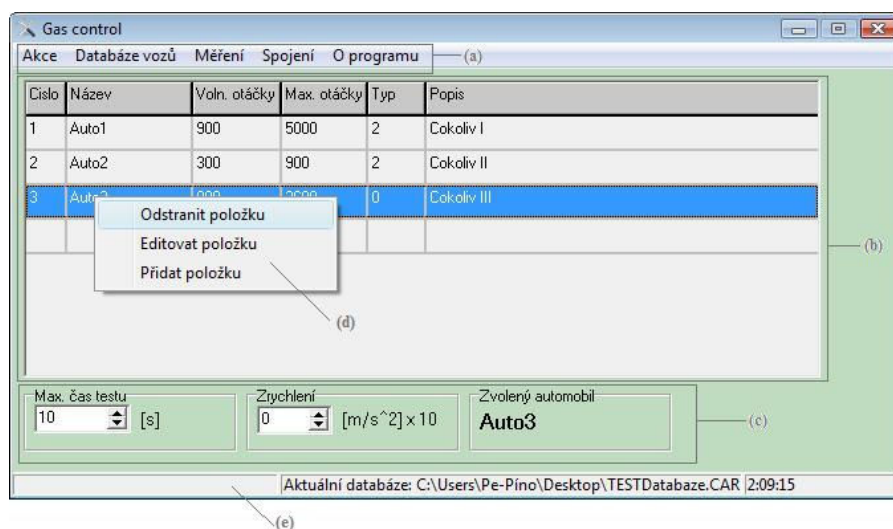 Gas control
Akce Databáze vozů Měření Spojení O programu (a)
Cislo Název Voln. otáčky Max. otáčky Typ Popis
1 Auto1 900 5000 2 Cokoliv I
2 Auto2 300 900 2 Cokoliv II
3 0 Cokoliv III
Odstranit položku
Editovat položku
Přidat položku
(b)
(d)
Max. čas testu Zrychlení Zvolený automobil
10 [s] 0 [m/s^2] x 10 Auto3
(c)
Aktuální databáze: C:\Users\Pe-Píno\Desktop\TESTDatabaze.CAR 2:09:15
(e)